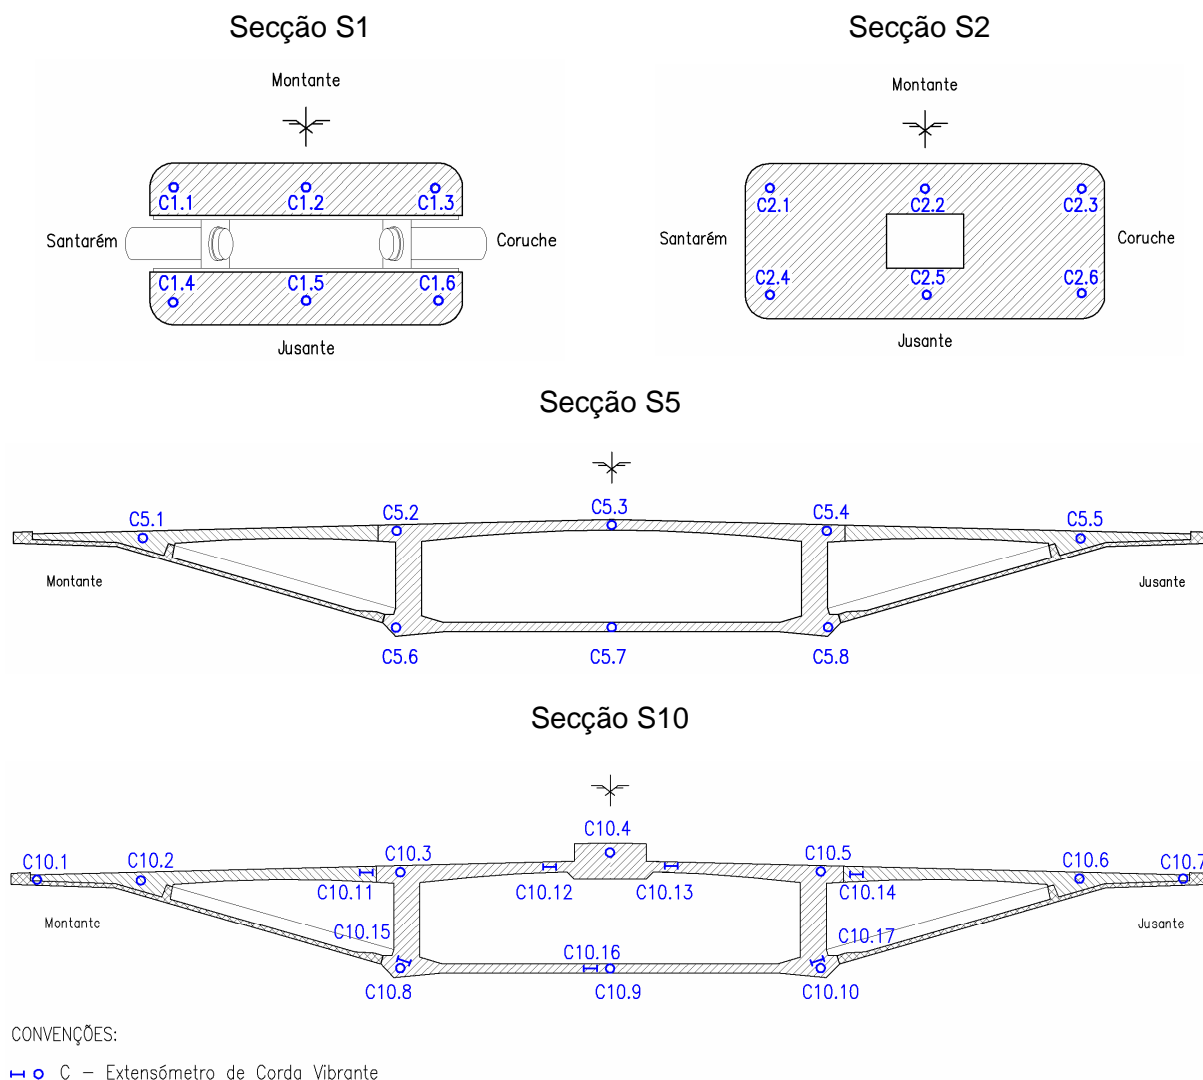 Secção S1
Montante
C1.1 C1.2 C1.3
Santarém Coruche
C1.4 C1.5 C1.6
Jusante
Secção S2
Montante
C2.1 C2.2 C2.3
Santarém Coruche
C2.4 C2.5 C2.6
Jusante
Secção S5
C5.1 C5.2 C5.3 C5.4 C5.5
Montante Jusante
C5.6 C5.7 C5.8
Secção S10
C10.1 C10.2 C10.3 C10.4 C10.5 C10.6 C10.7
C10.11 C10.12 C10.13 C10.14
Montante Jusante
C10.15 C10.16 C10.17
C10.8 C10.9 C10.10
CONVENÇÕES:
C – Extensómetro de Corda Vibrante